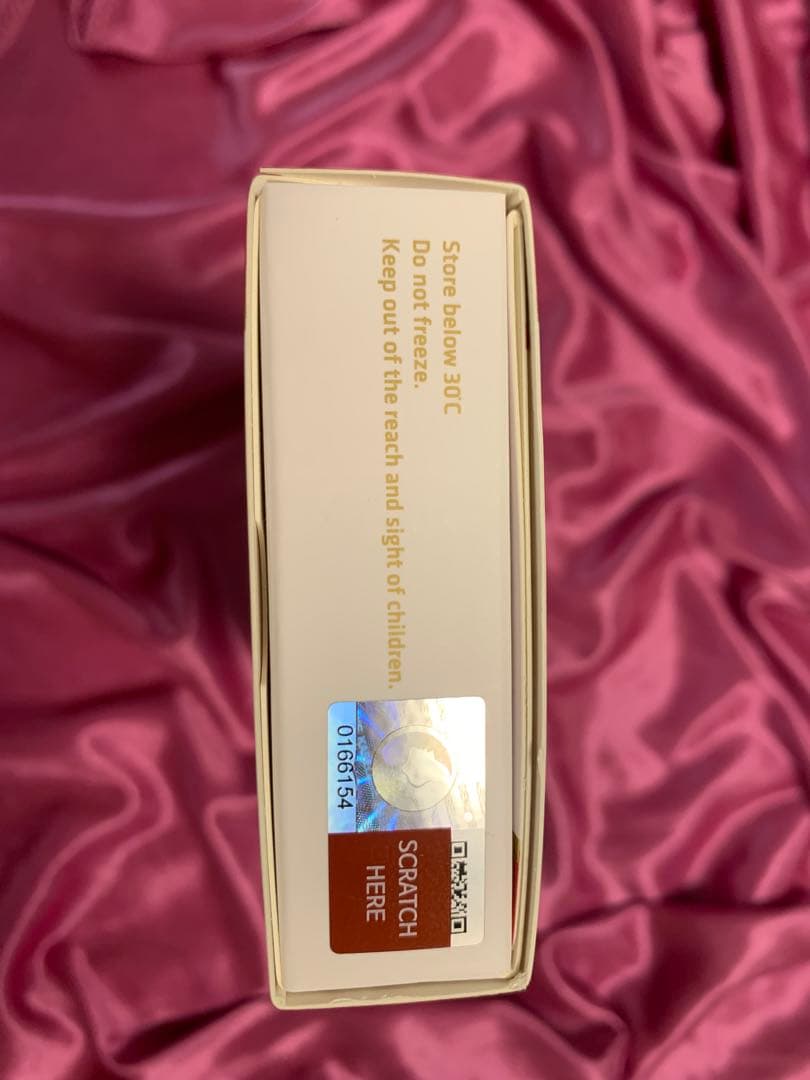 Store below 30°C
Do not freeze.
Keep out of the reach and sight of children.
0166154
SCRATCH
HERE